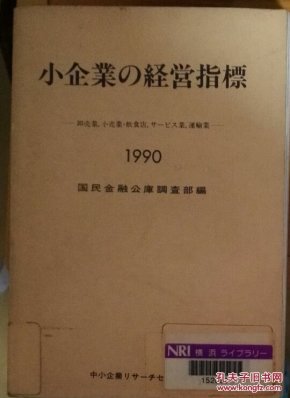 小企業の経営指標
―卸売業，小売業・飲食店，サービス業，運輸業―
1990
国民金融公庫調査部編
NRI 横浜 ライブラリー
中小企業リサーチセ
孔夫子旧书网